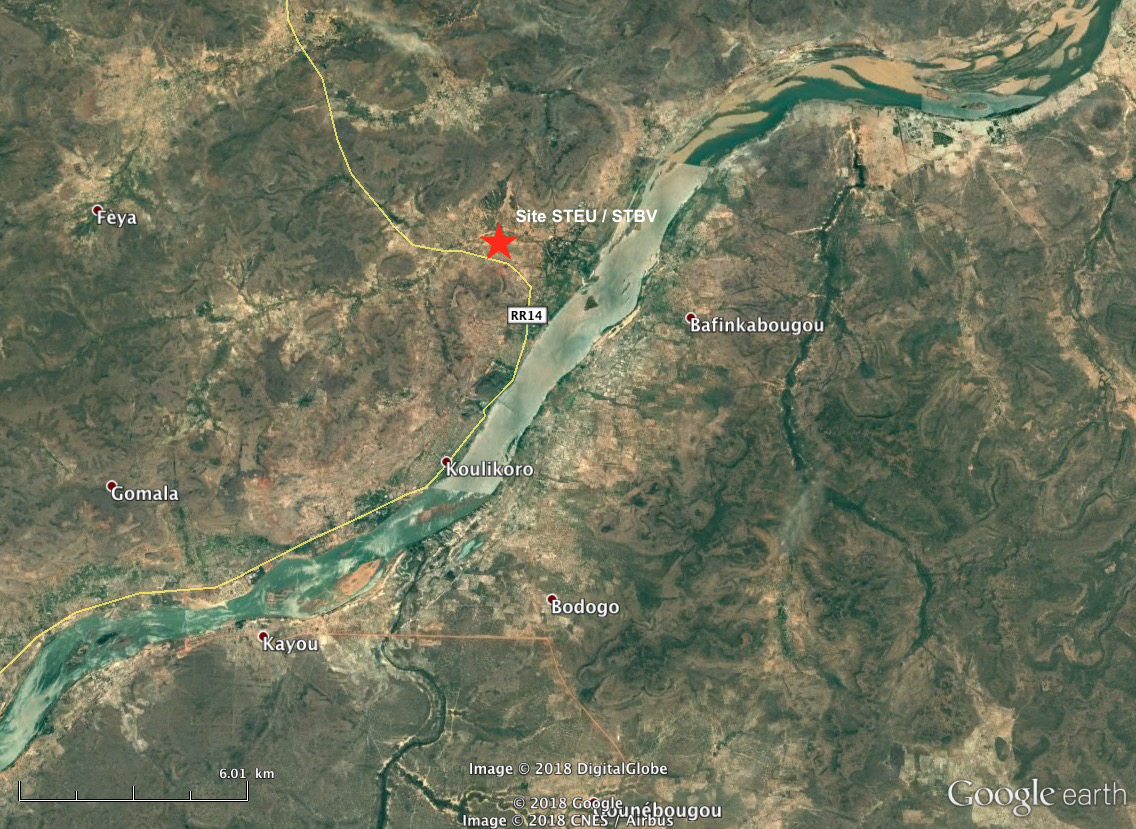 Site STEU / STBV
Feya
RR14
Bafinkabougou
Koulikoro
Gomala
Bodogo
Kayou
6.01 km
Image © 2018 DigitalGlobe
© 2018 Google
Image © 2018 CNES / Airbus
Google earth